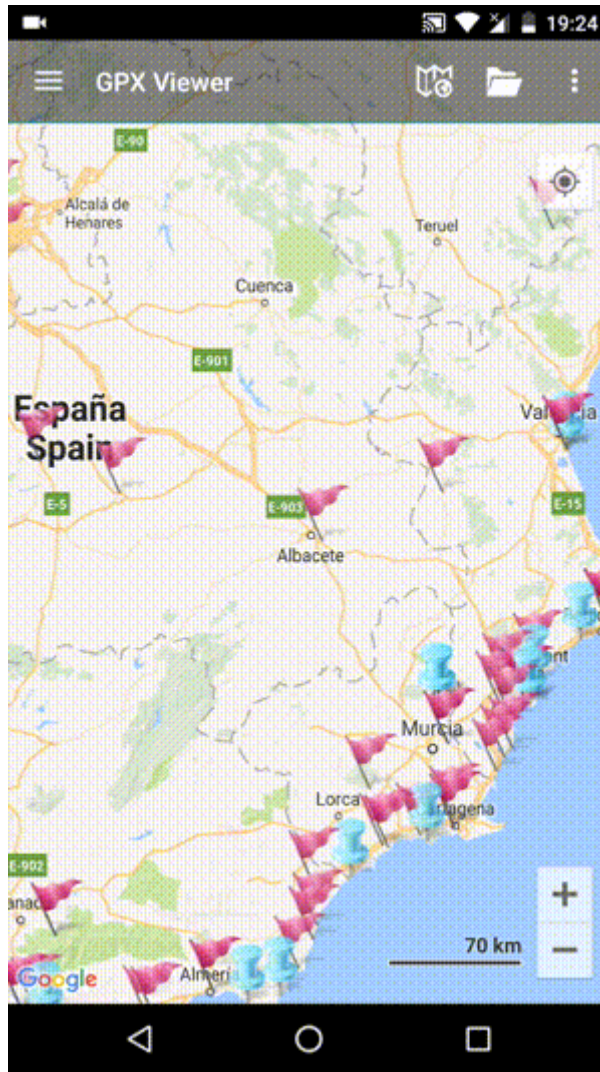 19:24
GPX Viewer
E-90
Alcalá de
Henares
Teruel
Cuenca
E-901
España
Spain
E-5
E-903
E-15
Albacete
Murcia
Lorca
E-902
70 km
Google